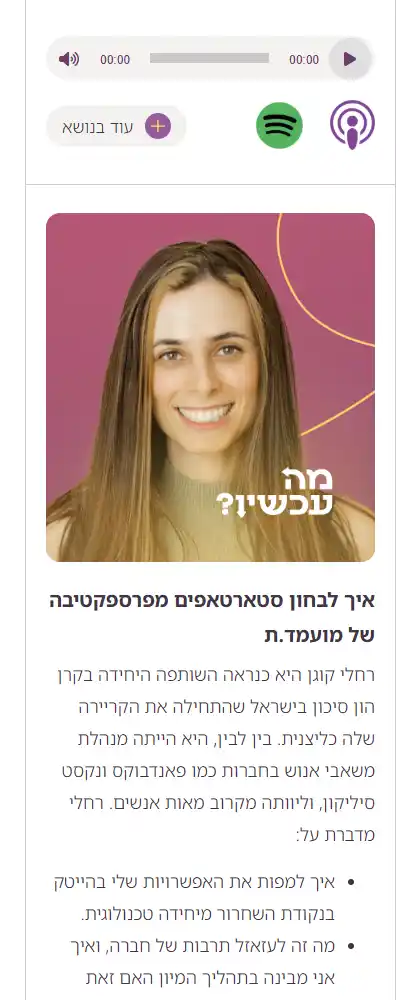 00:00
00:00
עוד בנושא
מה
עכשיו?
איך לבחון סטארטאפים מפרספקטיבה
של מועמד.ת
רחלי קוגן היא כנראה השותפה היחידה בקרן
הון סיכון בישראל שהתחילה את הקריירה
שלה כליצנית. בין לבין, היא הייתה מנהלת
משאבי אנוש בחברות כמו פאנדבוקס ונקסט
סיליקון, וליוותה מקרוב מאות אנשים. רחלי
מדברת על:
• איך למפות את האפשרויות שלי בהייטק
בנקודת השחרור מיחידה טכנולוגית.
• מה זה לעזאזל תרבות של חברה, ואיך
אני מבינה בתהליך המיון האם זאת